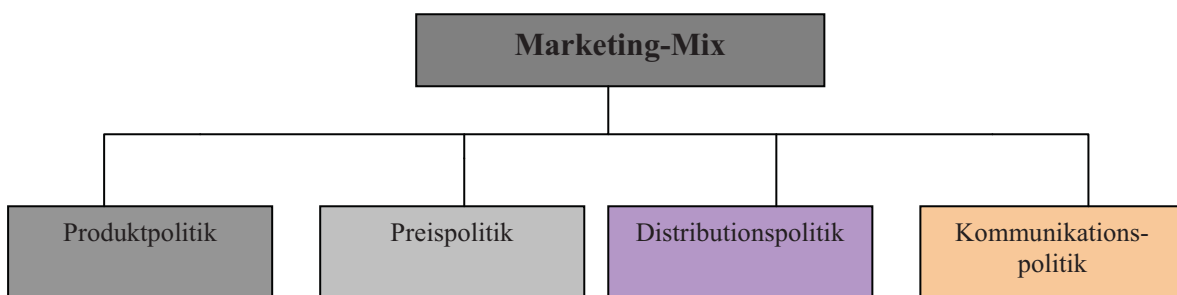 Marketing-Mix
Produktpolitik
Preispolitik
Distributionspolitik
Kommunikations-
politik